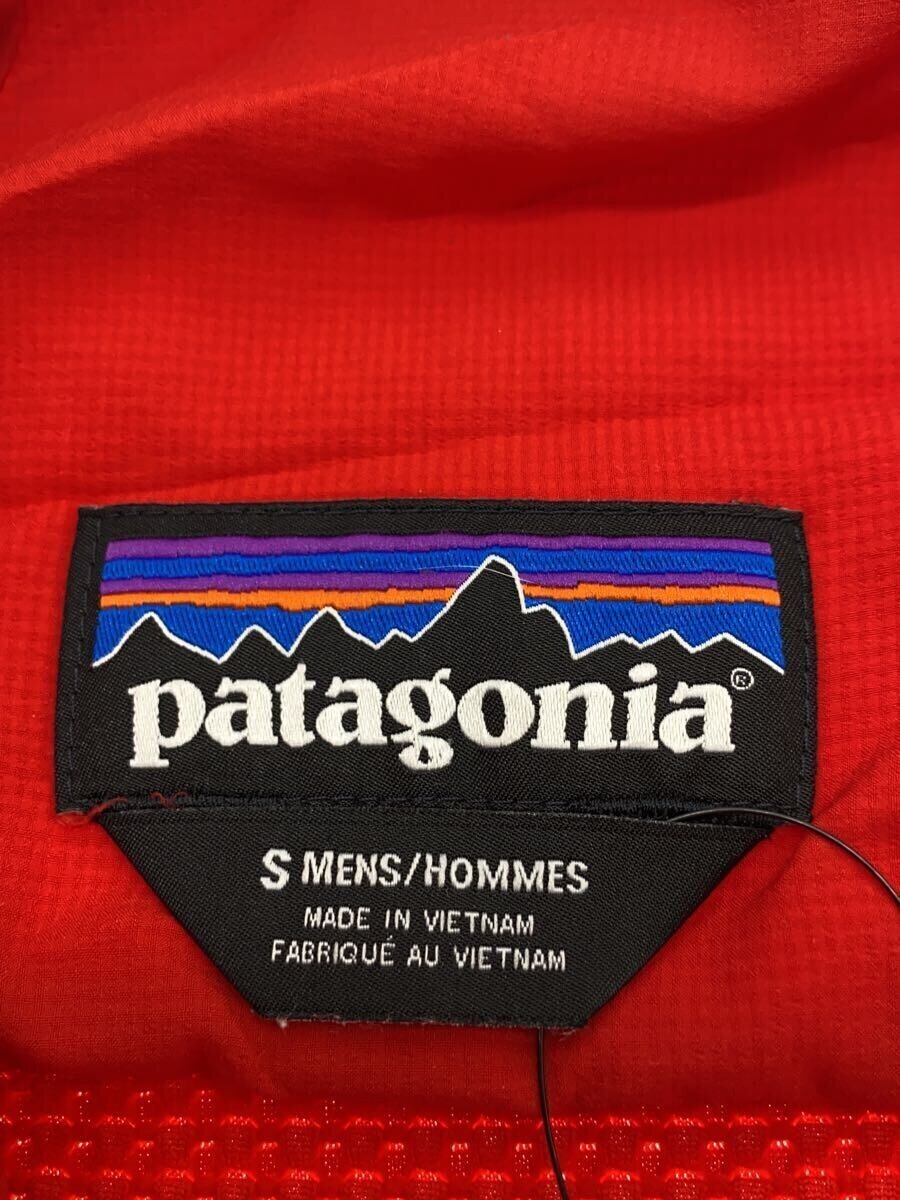 patagonia®
S MENS/HOMMES
MADE IN VIETNAM
FABRIQUÉ AU VIETNAM